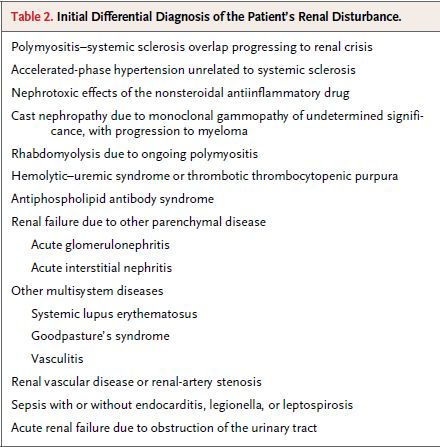 Table 2. Initial Differential Diagnosis of the Patient's Renal Disturbance.
Polymyositis–systemic sclerosis overlap progressing to renal crisis
Accelerated-phase hypertension unrelated to systemic sclerosis
Nephrotoxic effects of the nonsteroidal antiinflammatory drug
Cast nephropathy due to monoclonal gammopathy of undetermined signifi-
cance, with progression to myeloma
Rhabdomyolysis due to ongoing polymyositis
Hemolytic–uremic syndrome or thrombotic thrombocytopenic purpura
Antiphospholipid antibody syndrome
Renal failure due to other parenchymal disease
Acute glomerulonephritis
Acute interstitial nephritis
Other multisystem diseases
Systemic lupus erythematosus
Goodpasture's syndrome
Vasculitis
Renal vascular disease or renal-artery stenosis
Sepsis with or without endocarditis, legionella, or leptospirosis
Acute renal failure due to obstruction of the urinary tract